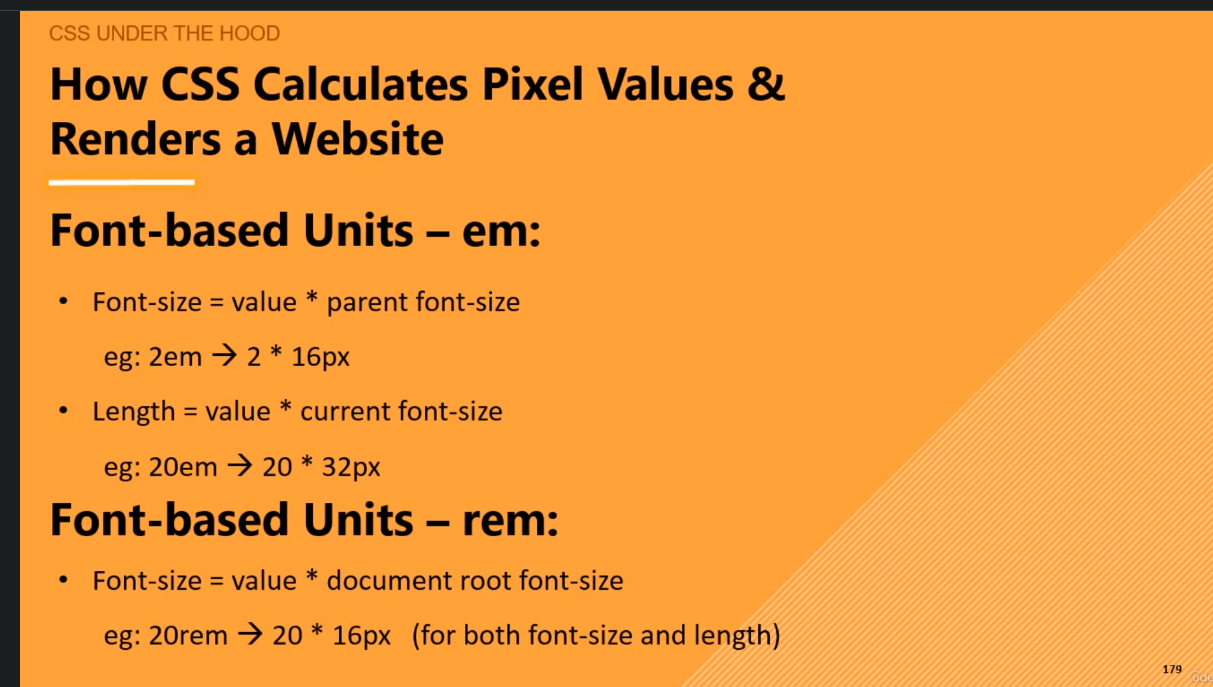 CSS UNDER THE HOOD
How CSS Calculates Pixel Values &
Renders a Website
Font-based Units – em:
• Font-size = value * parent font-size
eg: 2em → 2 * 16px
• Length = value * current font-size
eg: 20em → 20 * 32px
Font-based Units – rem:
• Font-size = value * document root font-size
eg: 20rem → 20 * 16px (for both font-size and length)
179